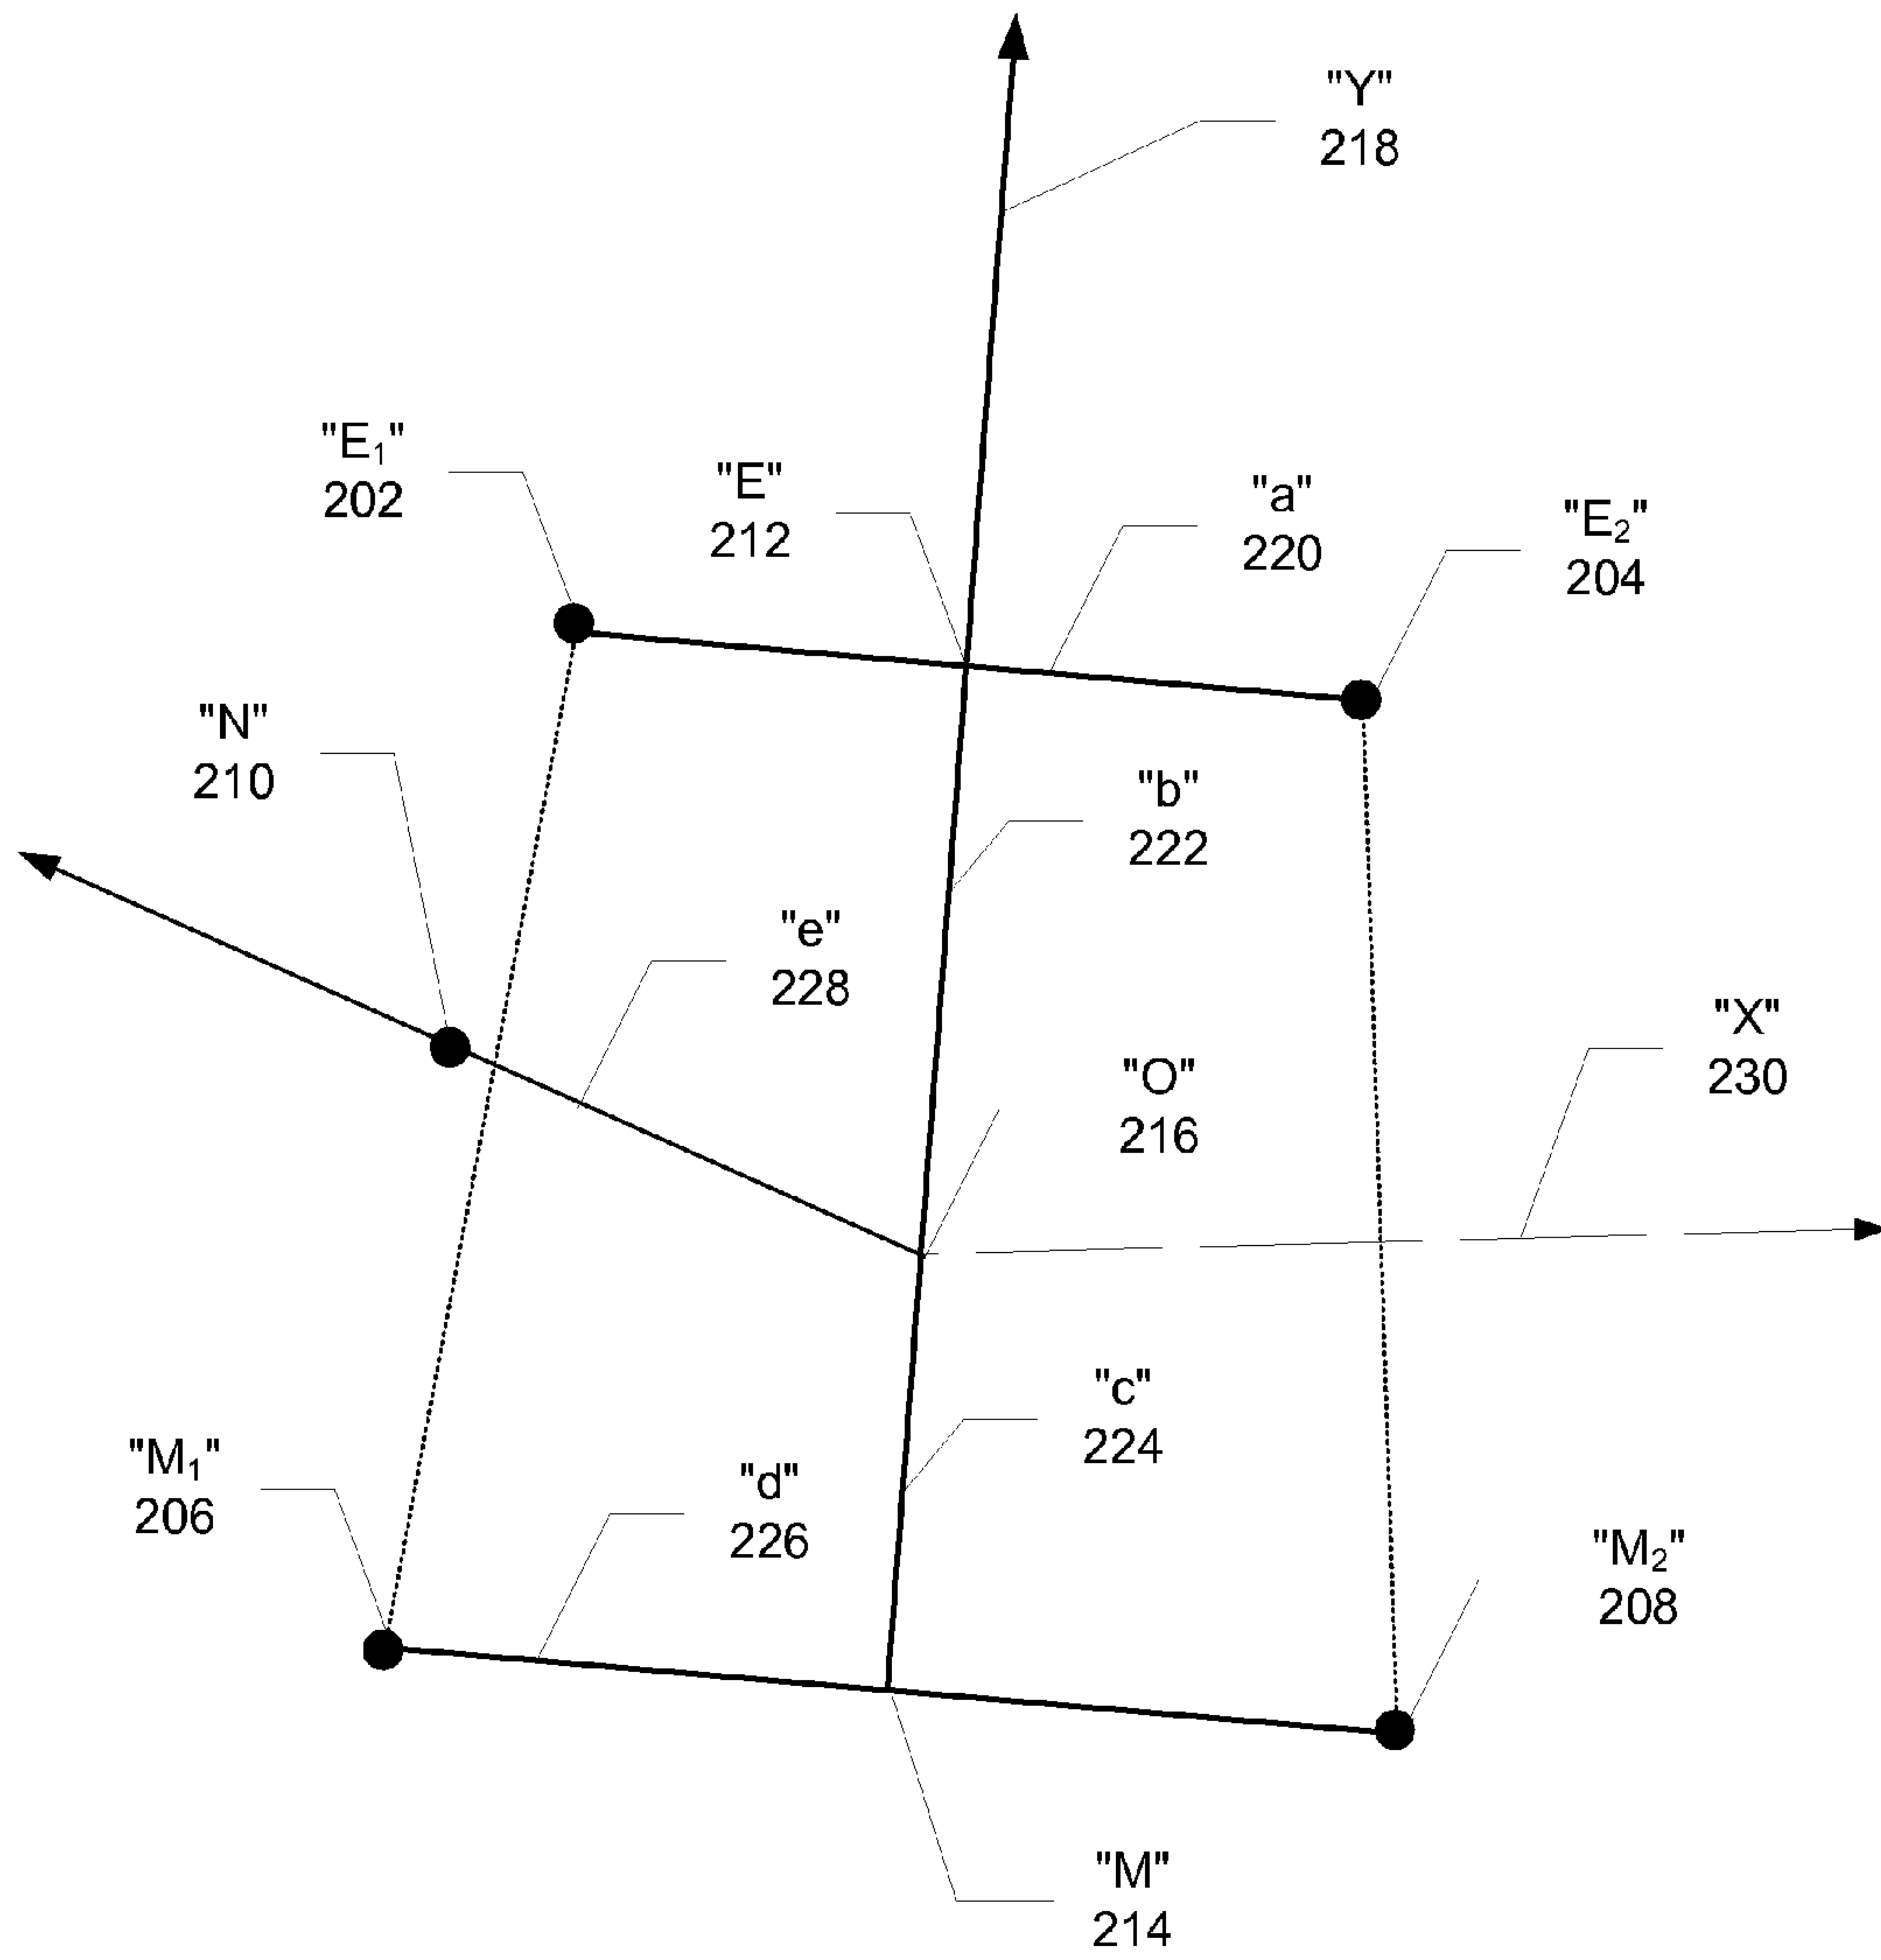 "Y"
218
"E₁"
202
"E"
212
"a"
220
"E₂"
204
"N"
210
"b"
222
"e"
228
"X"
230
"O"
216
"c"
224
"M₁"
206
"d"
226
"M₂"
208
"M"
214